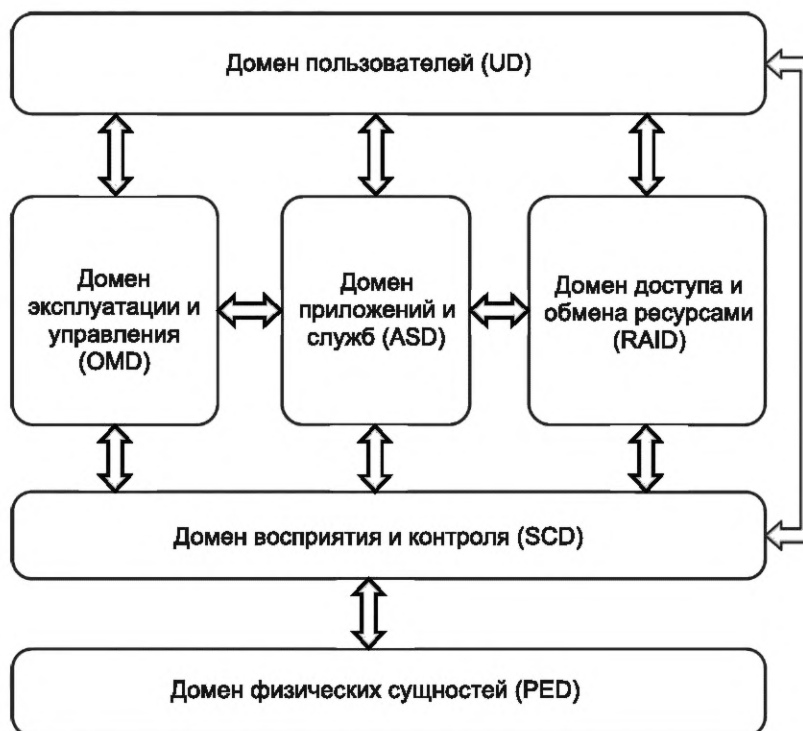 Домен пользователей (UD)
Домен
эксплуатации и
управления
(OMD)
Домен
приложений и
служб (ASD)
Домен доступа и
обмена ресурсами
(RAID)
Домен восприятия и контроля (SCD)
Домен физических сущностей (PED)